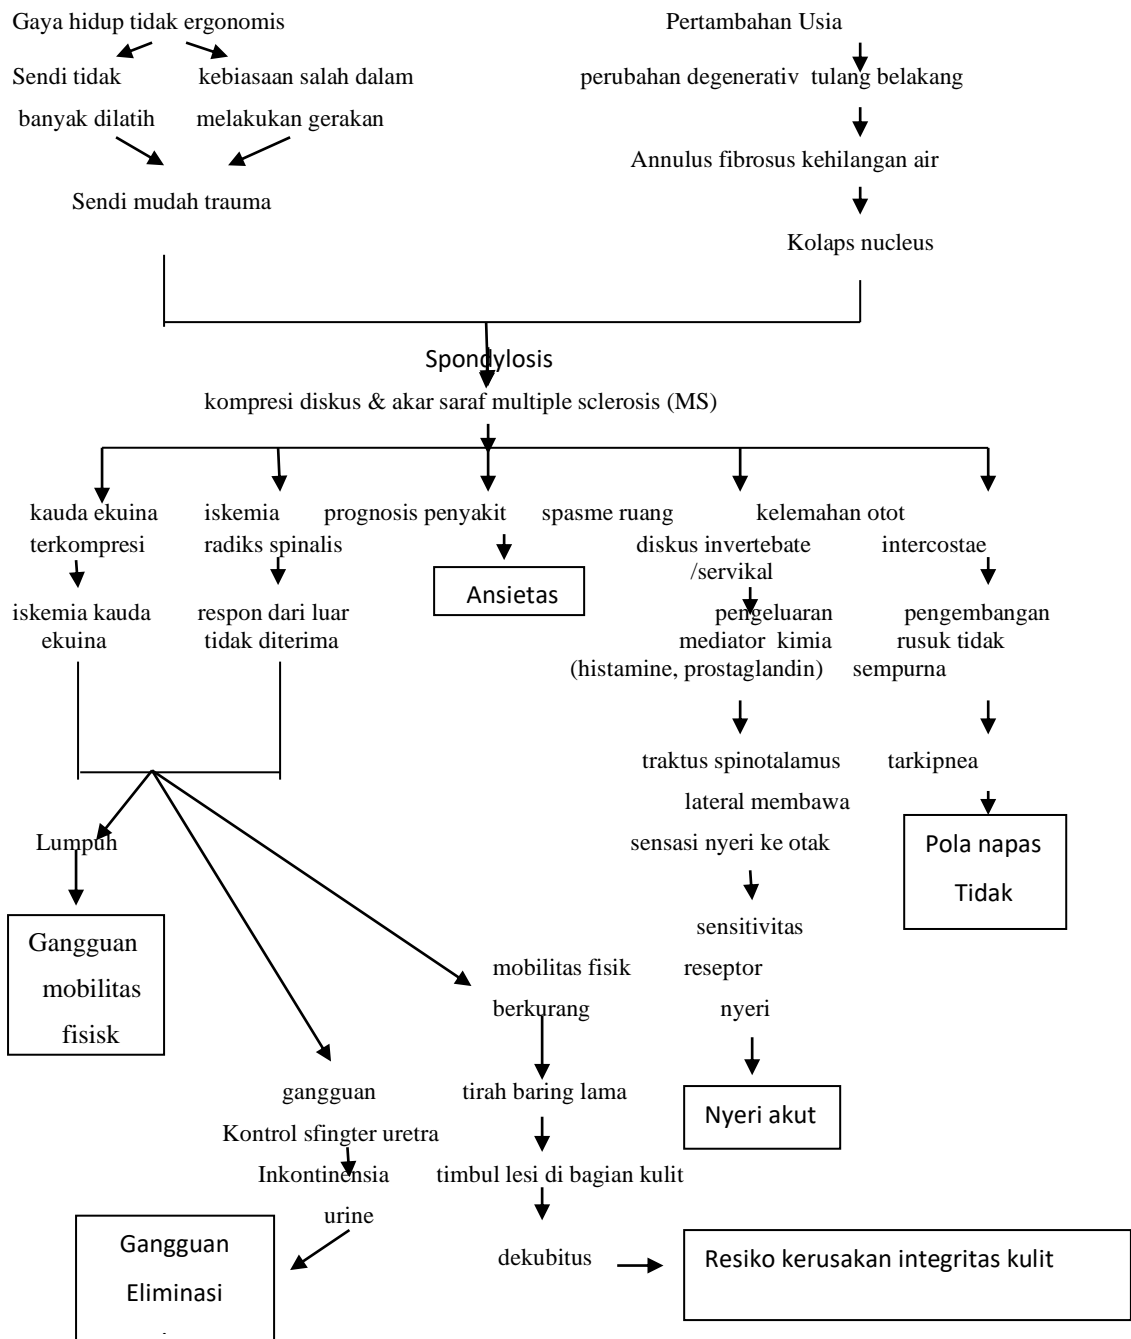 Gaya hidup tidak ergonomis
Pertambahan Usia
Sendi tidak
kebiasaan salah dalam
perubahan degenerativ tulang belakang
banyak dilatih
melakukan gerakan
Annulus fibrosus kehilangan air
Sendi mudah trauma
Kolaps nucleus
Spondylosis
kompresi diskus & akar saraf multiple sclerosis (MS)
kauda ekuina
iskemia
prognosis penyakit
spasme ruang
kelemahan otot
terkompresi
radiks spinalis
diskus invertebate
intercostae
/servikal
Ansietas
iskemia kauda
respon dari luar
pengeluaran
pengembangan
ekuina
tidak diterima
mediator kimia
rusuk tidak
(histamine, prostaglandin)
sempurna
traktus spinotalamus
tarkipnea
lateral membawa
Lumpuh
sensasi nyeri ke otak
Pola napas
Tidak
sensitivitas
Gangguan
mobilitas
fisisk
mobilitas fisik
reseptor
berkurang
nyeri
gangguan
tirah baring lama
Nyeri akut
Kontrol sfingter uretra
Inkontinensia
timbul lesi di bagian kulit
urine
Gangguan
Eliminasi
dekubitus
Resiko kerusakan integritas kulit